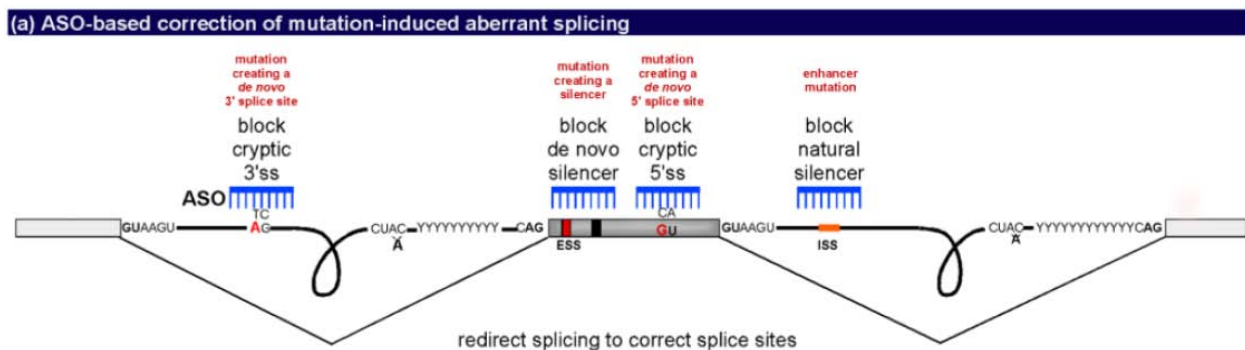 (a) ASO-based correction of mutation-induced aberrant splicing
mutation
creating a
de novo
3' splice site
block
cryptic
3'ss
mutation
creating a
silencer
block
de novo
silencer
mutation
creating a
de novo
5' splice site
block
cryptic
5'ss
enhancer
mutation
block
natural
silencer
ASO
TC
CA
GUAAGU
AG
CUAC
A
YYYYYYYYYY
CAG
GU
GUAAGU
CUAC
A
YYYYYYYYYYYYCAG
ESS
ISS
redirect splicing to correct splice sites